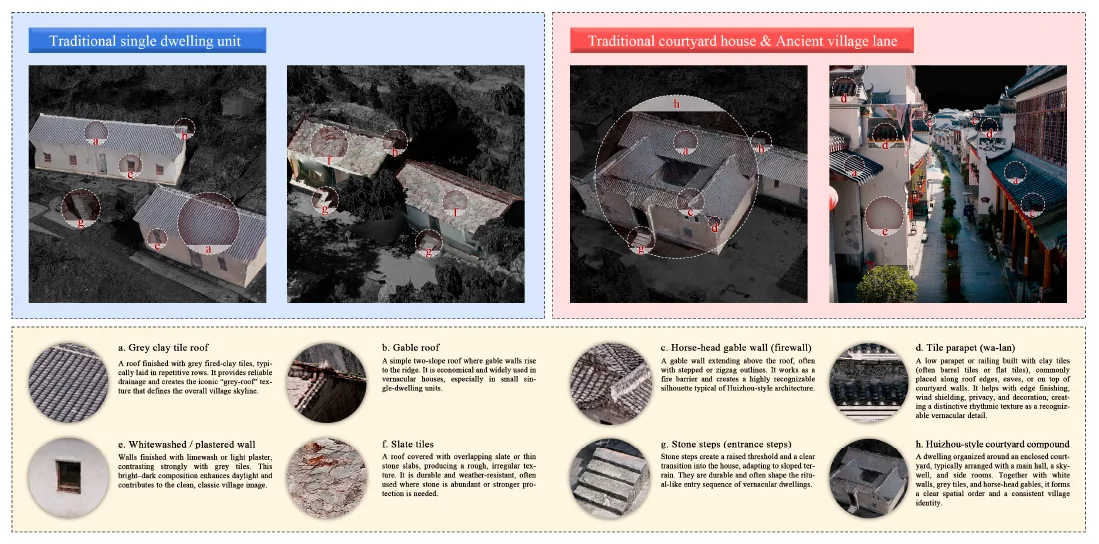 Traditional single dwelling unit
Traditional courtyard house & Ancient village lane
a
b
e
g
e
a
f
b
g
f
g
h
a
b
c
d
g
d
d
d
a
a
c
e
a. Grey clay tile roof
A roof finished with grey fired-clay tiles, typi-
cally laid in repetitive rows. It provides reliable
drainage and creates the iconic “grey-roof” tex-
ture that defines the overall village skyline.
b. Gable roof
A simple two-slope roof where gable walls rise
to the ridge. It is economical and widely used in
vernacular houses, especially in small sin-
gle-dwelling units.
c. Horse-head gable wall (firewall)
A gable wall extending above the roof, often
with stepped or zigzag outlines. It works as a
fire barrier and creates a highly recognizable
silhouette typical of Huizhou-style architecture.
d. Tile parapet (wa-lan)
A low parapet or railing built with clay tiles
(often barrel tiles or flat tiles), commonly
placed along roof edges, eaves, or on top of
courtyard walls. It helps with edge finishing,
wind shielding, privacy, and decoration, creat-
ing a distinctive rhythmic texture as a recogniz-
able vernacular detail.
e. Whitewashed / plastered wall
Walls finished with limewash or light plaster,
contrasting strongly with grey tiles. This
bright–dark composition enhances daylight and
contributes to the clean, classic village image.
f. Slate tiles
A roof covered with overlapping slate or thin
stone slabs, producing a rough, irregular tex-
ture. It is durable and weather-resistant, often
used where stone is abundant or stronger pro-
tection is needed.
g. Stone steps (entrance steps)
Stone steps create a raised threshold and a clear
transition into the house, adapting to sloped ter-
rain. They are durable and often shape the ritu-
al-like entry sequence of vernacular dwellings.
h. Huizhou-style courtyard compound
A dwelling organized around an enclosed court-
yard, typically arranged with a main hall, a sky-
well, and side rooms. Together with white
walls, grey tiles, and horse-head gables, it forms
a clear spatial order and a consistent village
identity.